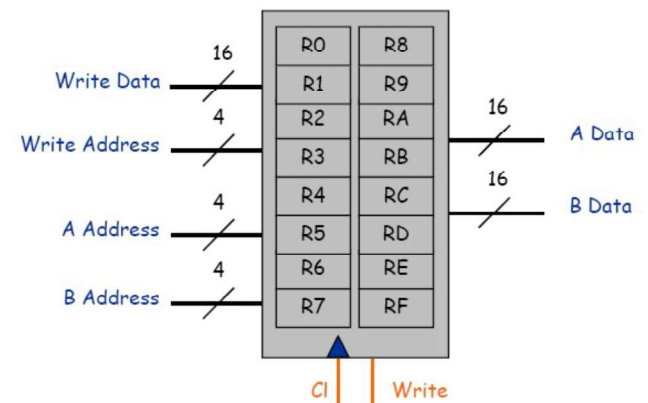 16
Write Data
4
Write Address
4
A Address
4
B Address
R0 R8
R1 R9
R2 RA
R3 RB
R4 RC
R5 RD
R6 RE
R7 RF
16
A Data
16
B Data
Cl Write